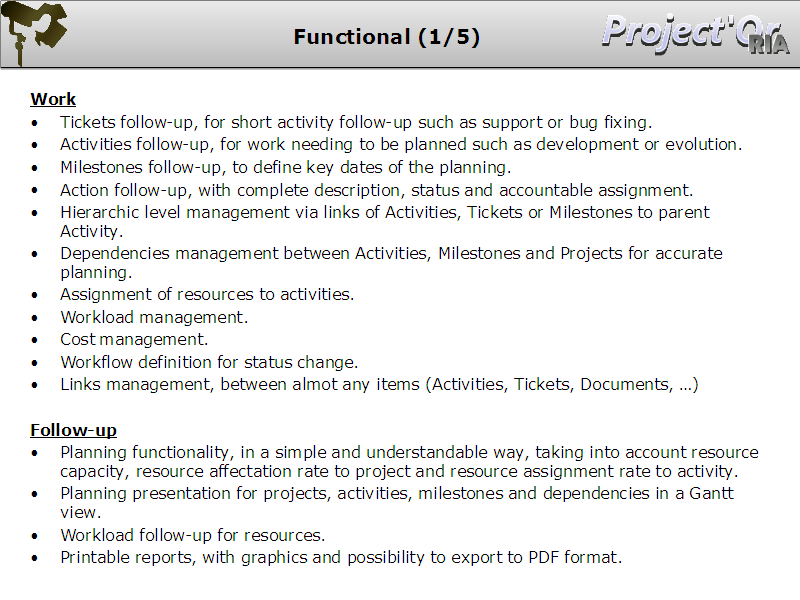 Functional (1/5)
Project'Or
RIA
Work
• Tickets follow-up, for short activity follow-up such as support or bug fixing.
• Activities follow-up, for work needing to be planned such as development or evolution.
• Milestones follow-up, to define key dates of the planning.
• Action follow-up, with complete description, status and accountable assignment.
• Hierarchic level management via links of Activities, Tickets or Milestones to parent
Activity.
• Dependencies management between Activities, Milestones and Projects for accurate
planning.
• Assignment of resources to activities.
• Workload management.
• Cost management.
• Workflow definition for status change.
• Links management, between almot any items (Activities, Tickets, Documents, …)
Follow-up
• Planning functionality, in a simple and understandable way, taking into account resource
capacity, resource affectation rate to project and resource assignment rate to activity.
• Planning presentation for projects, activities, milestones and dependencies in a Gantt
view.
• Workload follow-up for resources.
• Printable reports, with graphics and possibility to export to PDF format.